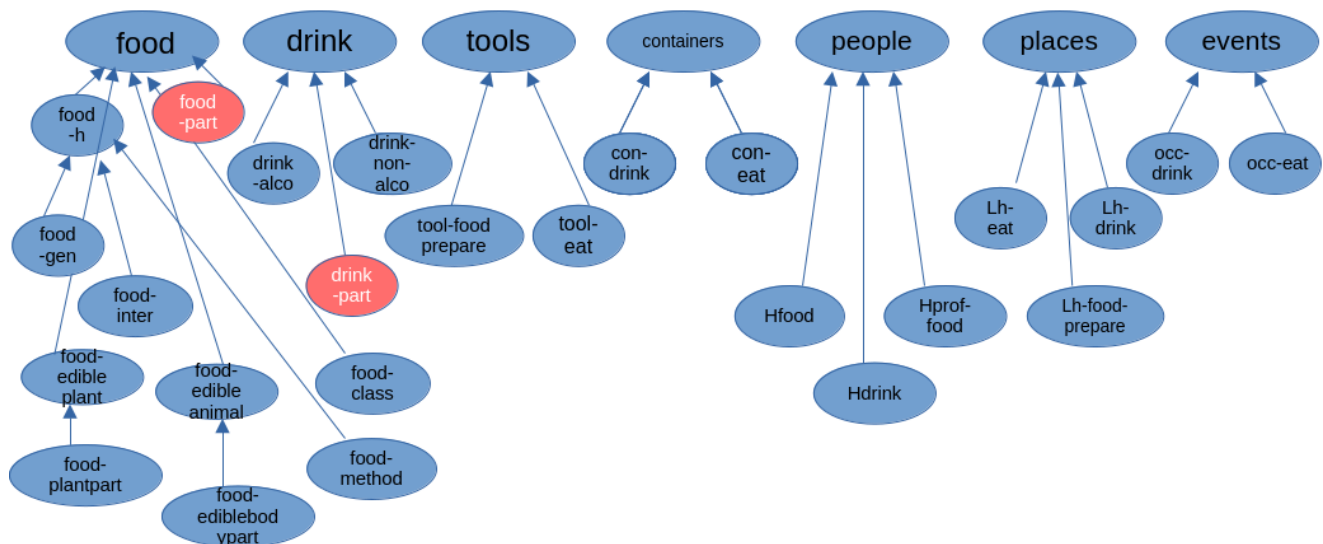 food
drink
tools
containers
people
places
events
food
-h
food
-part
drink
-alco
drink-
non-
alco
con-
drink
con-
eat
occ-
drink
occ-eat
food
-gen
tool-food
prepare
tool-
eat
Lh-
eat
Lh-
drink
food-
inter
drink
-part
Hfood
Hprof-
food
Lh-food-
prepare
food-
edible
plant
food-
edible
animal
food-
class
Hdrink
food-
plantpart
food-
method
food-
ediblebod
ypart